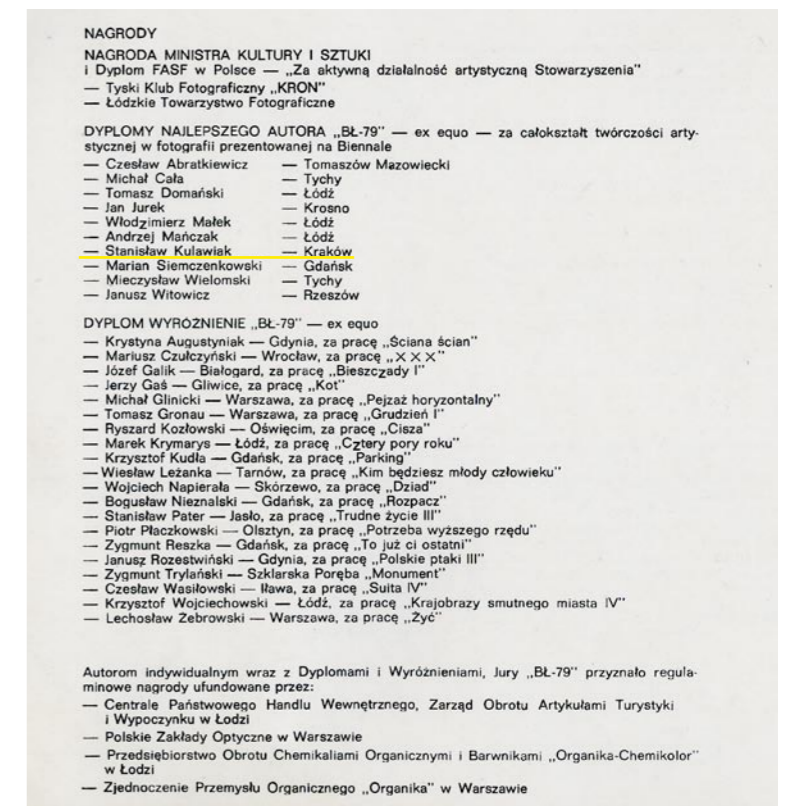 NAGRODY
NAGRODA MINISTRA KULTURY I SZTUKI
i Dyplom FASF w Polsce — „Za aktywną działalność artystyczną Stowarzyszenia"
— Tyski Klub Fotograficzny „KRON"
— Łódzkie Towarzystwo Fotograficzne
DYPLOMY NAJLEPSZEGO AUTORA „BŁ-79" — ex equo — za całokształt twórczości arty-
stycznej w fotografii prezentowanej na Biennale
— Czesław Abratkiewicz — Tomaszów Mazowiecki
— Michał Cała — Tychy
— Tomasz Domański — Łódź
— Jan Jurek — Krosno
— Włodzimierz Małek — Łódź
— Andrzej Mańczak — Łódź
— Stanisław Kulawiak — Kraków
— Marian Siemczenkowski — Gdańsk
— Mieczysław Wielomski — Tychy
— Janusz Witowicz — Rzeszów
DYPLOM WYRÓŻNIENIE „BŁ-79" — ex equo
— Krystyna Augustyniak — Gdynia, za pracę „Ściana ścian"
— Mariusz Czułczyński — Wrocław, za pracę „X X X"
— Józef Galik — Białogard, za pracę „Bieszczady I"
— Jerzy Gaś — Gliwice, za pracę „Kot"
— Michał Glinicki — Warszawa, za pracę „Pejzaż horyzontalny"
— Tomasz Gronau — Warszawa, za pracę „Grudzień I"
— Ryszard Kozłowski — Oświęcim, za pracę „Cisza"
— Marek Krymarys — Łódź, za pracę „Cztery pory roku"
— Krzysztof Kudła — Gdańsk, za pracę „Parking"
— Wiesław Leżanka — Tarnów, za pracę „Kim będziesz młody człowieku"
— Wojciech Napierała — Skórzewo, za pracę „Dziad"
— Bogusław Nieznalski — Gdańsk, za pracę „Rozpacz"
— Stanisław Pater — Jasło, za pracę „Trudne życie III"
— Piotr Płaczkowski — Olsztyn, za pracę „Potrzeba wyższego rzędu"
— Zygmunt Reszka — Gdańsk, za pracę „To już ci ostatni"
— Janusz Rozestwiński — Gdynia, za pracę „Polskie ptaki III"
— Zygmunt Trylański — Szklarska Poręba „Monument"
— Czesław Wasiłowski — Iława, za pracę „Suita IV"
— Krzysztof Wojciechowski — Łódź, za pracę „Krajobrazy smutnego miasta IV"
— Lechosław Żebrowski — Warszawa, za pracę „Żyć"
Autorom indywidualnym wraz z Dyplomami i Wyróżnieniami, Jury „BŁ-79" przyznało regula-
minowe nagrody ufundowane przez:
— Centrale Państwowego Handlu Wewnętrznego, Zarząd Obrotu Artykułami Turystyki
i Wypoczynku w Łodzi
— Polskie Zakłady Optyczne w Warszawie
— Przedsiębiorstwo Obrotu Chemikaliami Organicznymi i Barwnikami „Organika-Chemikolor"
w Łodzi
— Zjednoczenie Przemysłu Organicznego „Organika" w Warszawie